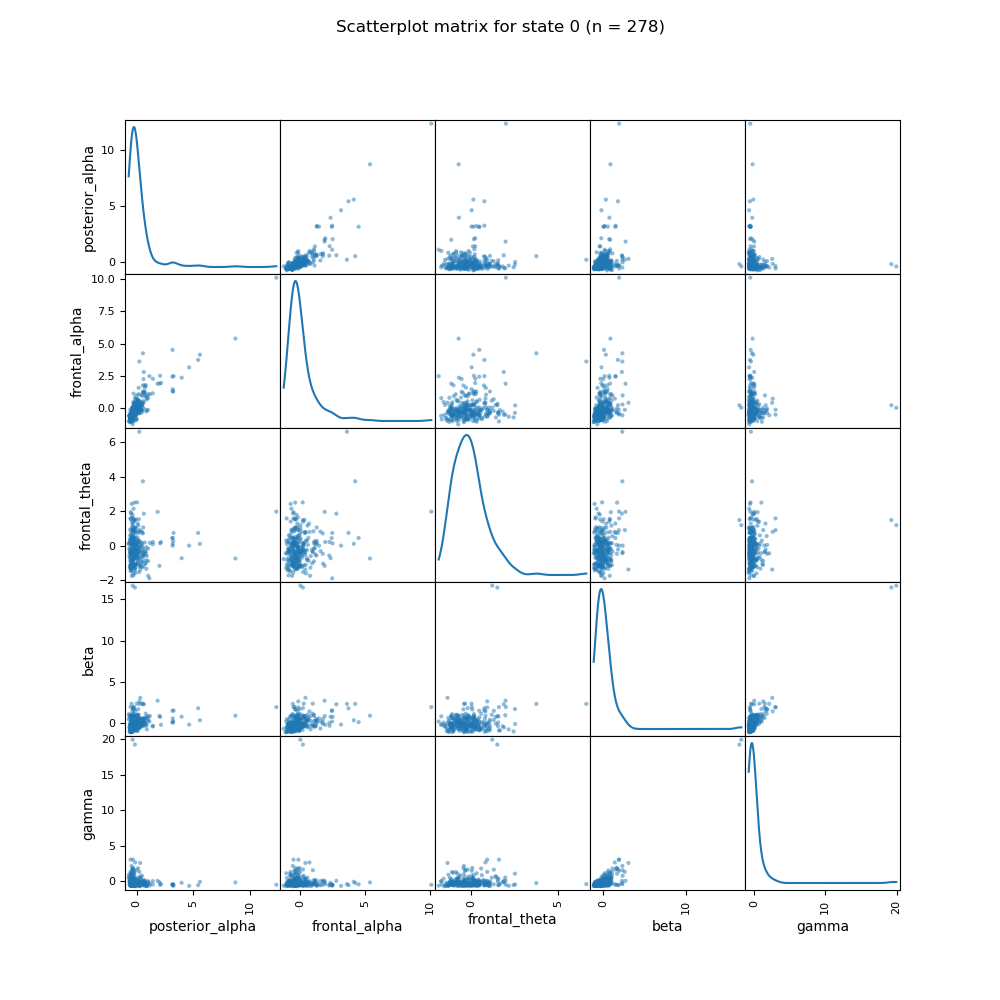 Scatterplot matrix for state 0 (n = 278)
posterior_alpha
10
5
0
frontal_alpha
10.0
7.5
5.0
2.5
0.0
frontal_theta
6
4
2
0
−2
beta
15
10
5
0
gamma
20
15
10
5
0
0 5 10 0 5 10 0 5 0 10 0 10 20
posterior_alpha frontal_alpha frontal_theta beta gamma